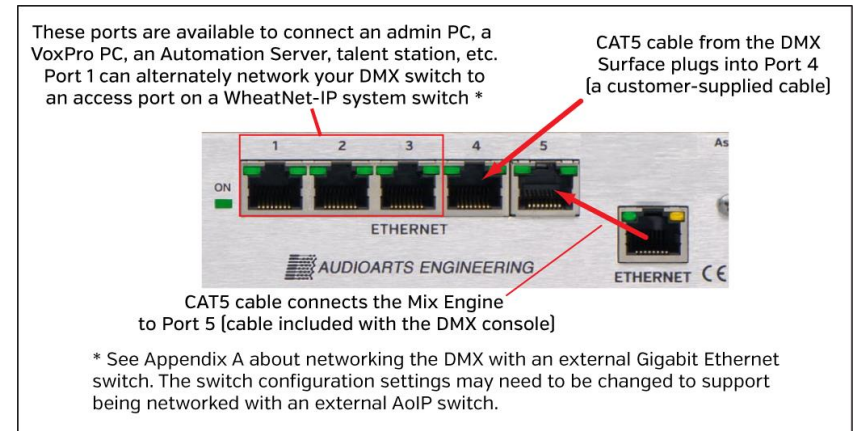 These ports are available to connect an admin PC, a
VoxPro PC, an Automation Server, talent station, etc.
Port 1 can alternately network your DMX switch to
an access port on a WheatNet-IP system switch *
CAT5 cable from the DMX
Surface plugs into Port 4
(a customer-supplied cable)
1 2 3 4 5
As
ON
ETHERNET
AUDIOARTS ENGINEERING
ETHERNET CE
CAT5 cable connects the Mix Engine
to Port 5 (cable included with the DMX console)
* See Appendix A about networking the DMX with an external Gigabit Ethernet
switch. The switch configuration settings may need to be changed to support
being networked with an external AoIP switch.